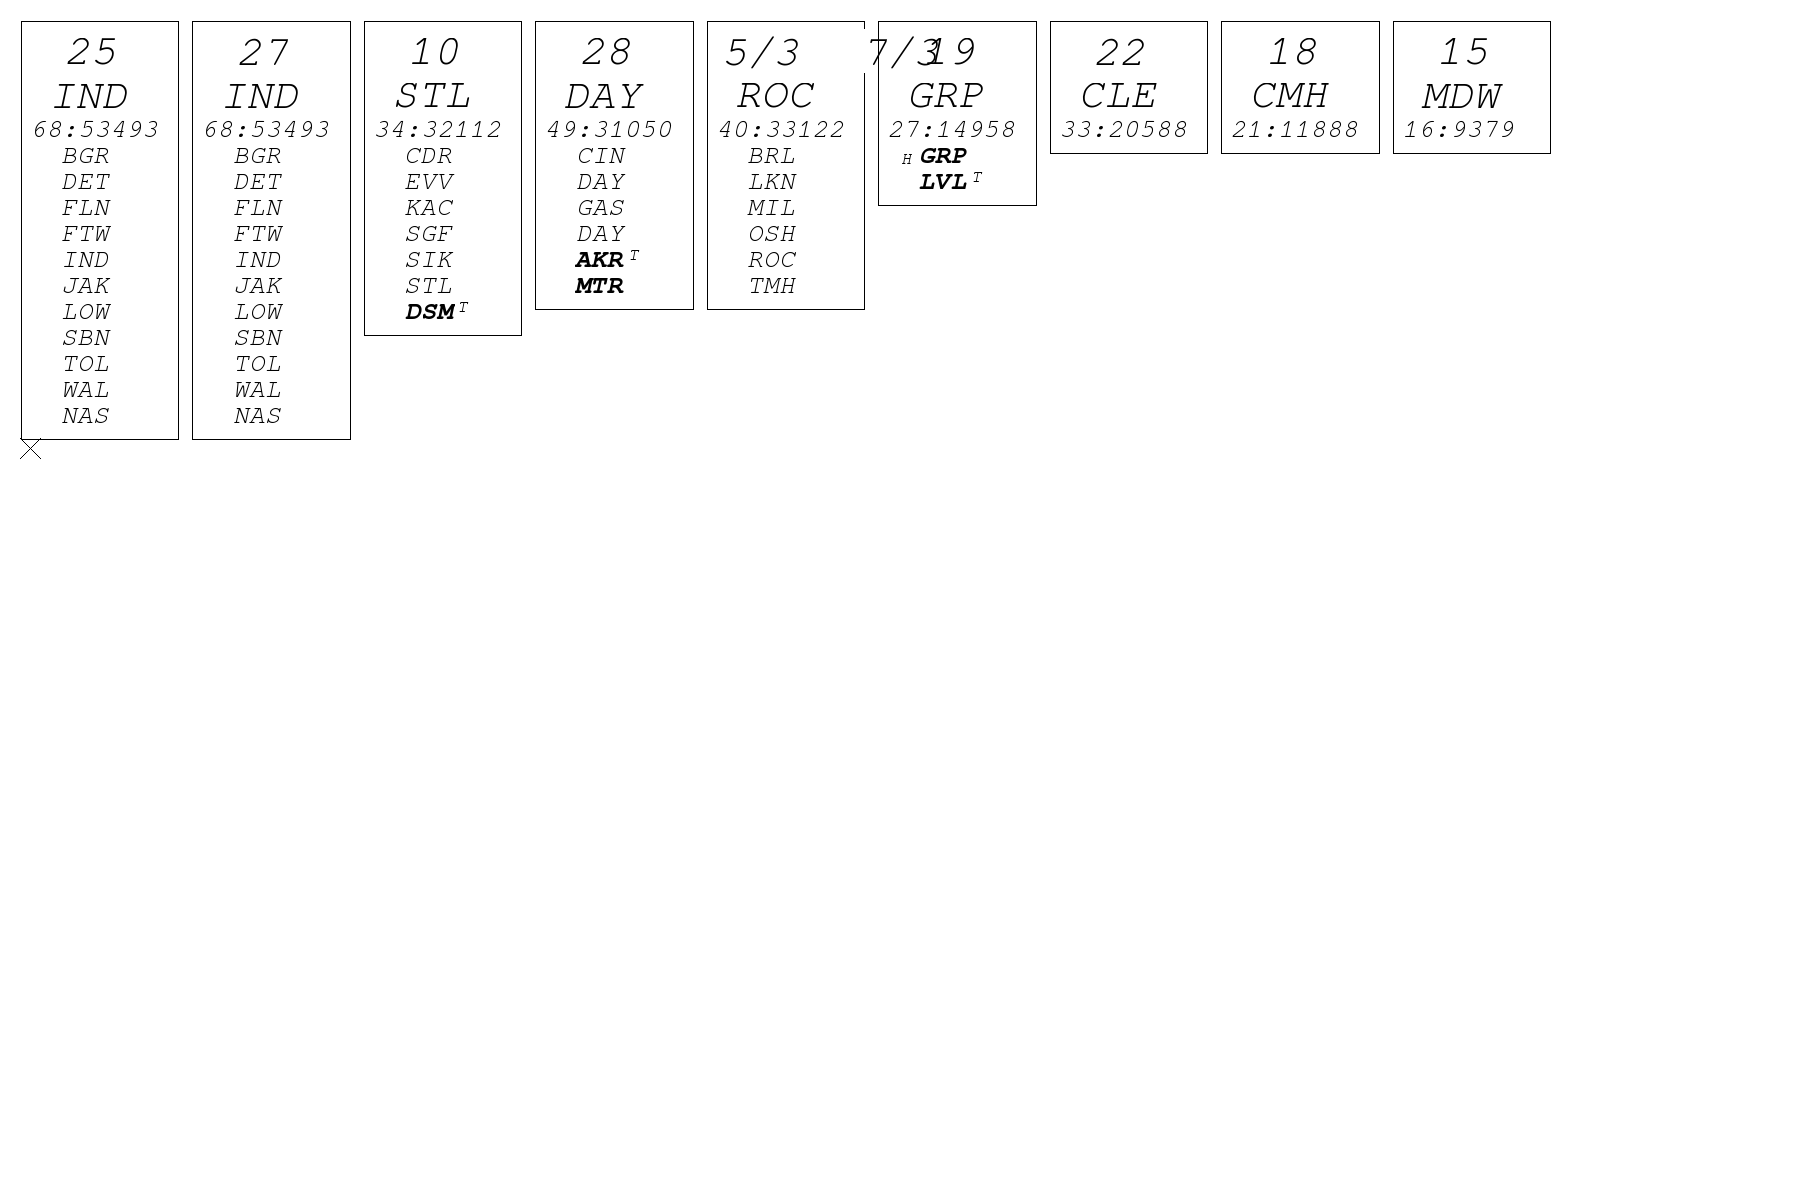 25
IND
68:53493
BGR
DET
FLN
FTW
IND
JAK
LOW
SBN
TOL
WAL
NAS
27
IND
68:53493
BGR
DET
FLN
FTW
IND
JAK
LOW
SBN
TOL
WAL
NAS
10
STL
34:32112
CDR
EVV
KAC
SGF
SIK
STL
DSM T
28
DAY
49:31050
CIN
DAY
GAS
DAY
AKR T
MTR
5/3 7/3
ROC
40:33122
BRL
LKN
MIL
OSH
ROC
TMH
19
GRP
27:14958
H GRP
LVL T
22
CLE
33:20588
18
CMH
21:11888
15
MDW
16:9379